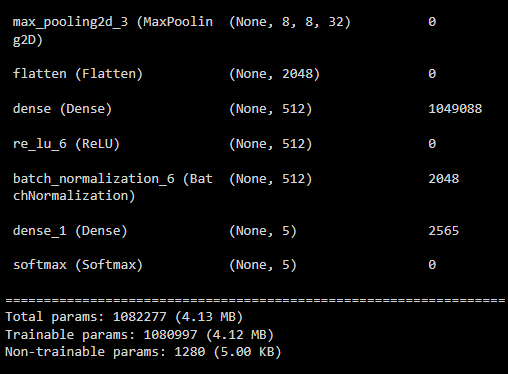 max_pooling2d_3 (MaxPoolin  (None, 8, 8, 32)          0
g2D)
flatten (Flatten)           (None, 2048)              0
dense (Dense)               (None, 512)               1049088
re_lu_6 (ReLU)              (None, 512)               0
batch_normalization_6 (Bat  (None, 512)               2048
chNormalization)
dense_1 (Dense)             (None, 5)                 2565
softmax (Softmax)           (None, 5)                 0
=================================================================
Total params: 1082277 (4.13 MB)
Trainable params: 1080997 (4.12 MB)
Non-trainable params: 1280 (5.00 KB)